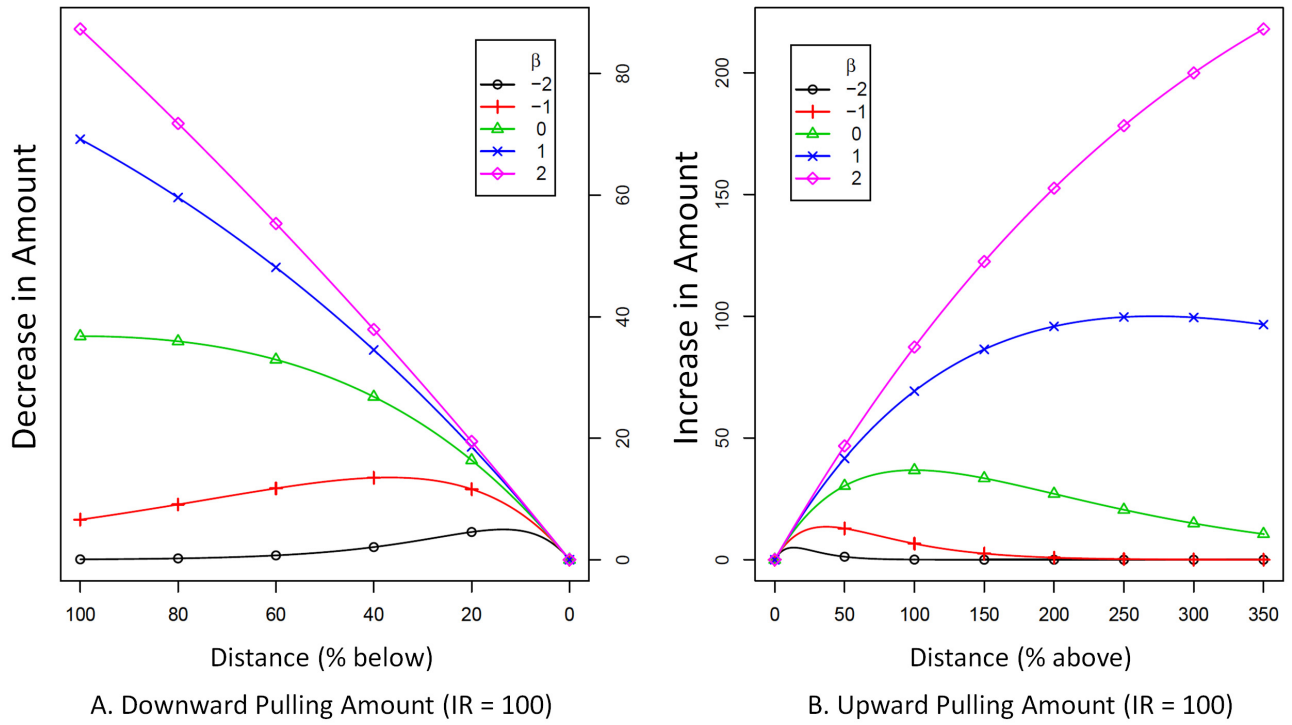 Decrease in Amount
β
−2
−1
0
1
2
80
60
40
20
0
100 80 60 40 20 0
Distance (% below)
A. Downward Pulling Amount (IR = 100)
Increase in Amount
200
150
100
50
0
β
−2
−1
0
1
2
0 50 100 150 200 250 300 350
Distance (% above)
B. Upward Pulling Amount (IR = 100)